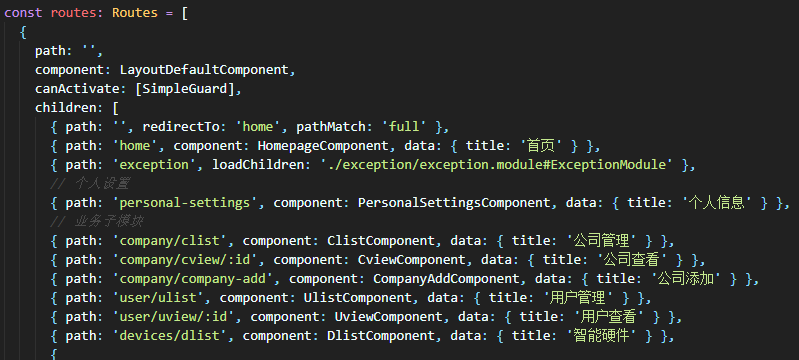 const routes: Routes = [
  {
    path: '',
    component: LayoutDefaultComponent,
    canActivate: [SimpleGuard],
    children: [
      { path: '', redirectTo: 'home', pathMatch: 'full' },
      { path: 'home', component: HomepageComponent, data: { title: '首页' } },
      { path: 'exception', loadChildren: './exception/exception.module#ExceptionModule' },
      // 个人设置
      { path: 'personal-settings', component: PersonalSettingsComponent, data: { title: '个人信息' } },
      // 业务子模块
      { path: 'company/clist', component: ClistComponent, data: { title: '公司管理' } },
      { path: 'company/cview/:id', component: CviewComponent, data: { title: '公司查看' } },
      { path: 'company/company-add', component: CompanyAddComponent, data: { title: '公司添加' } },
      { path: 'user/ulist', component: UlistComponent, data: { title: '用户管理' } },
      { path: 'user/uview/:id', component: UviewComponent, data: { title: '用户查看' } },
      { path: 'devices/dlist', component: DlistComponent, data: { title: '智能硬件' } },
      {